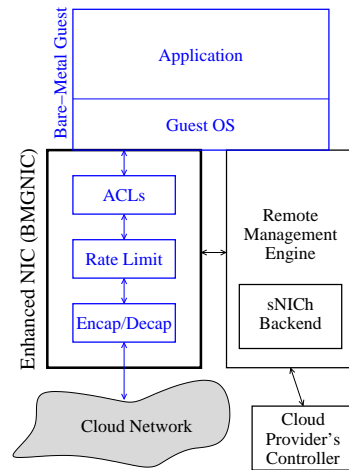 Bare-Metal Guest
Application
Guest OS
Enhanced NIC (BMGNIC)
ACLs
Rate Limit
Encap/Decap
Remote
Management
Engine
sNICh
Backend
Cloud Network
Cloud
Provider's
Controller